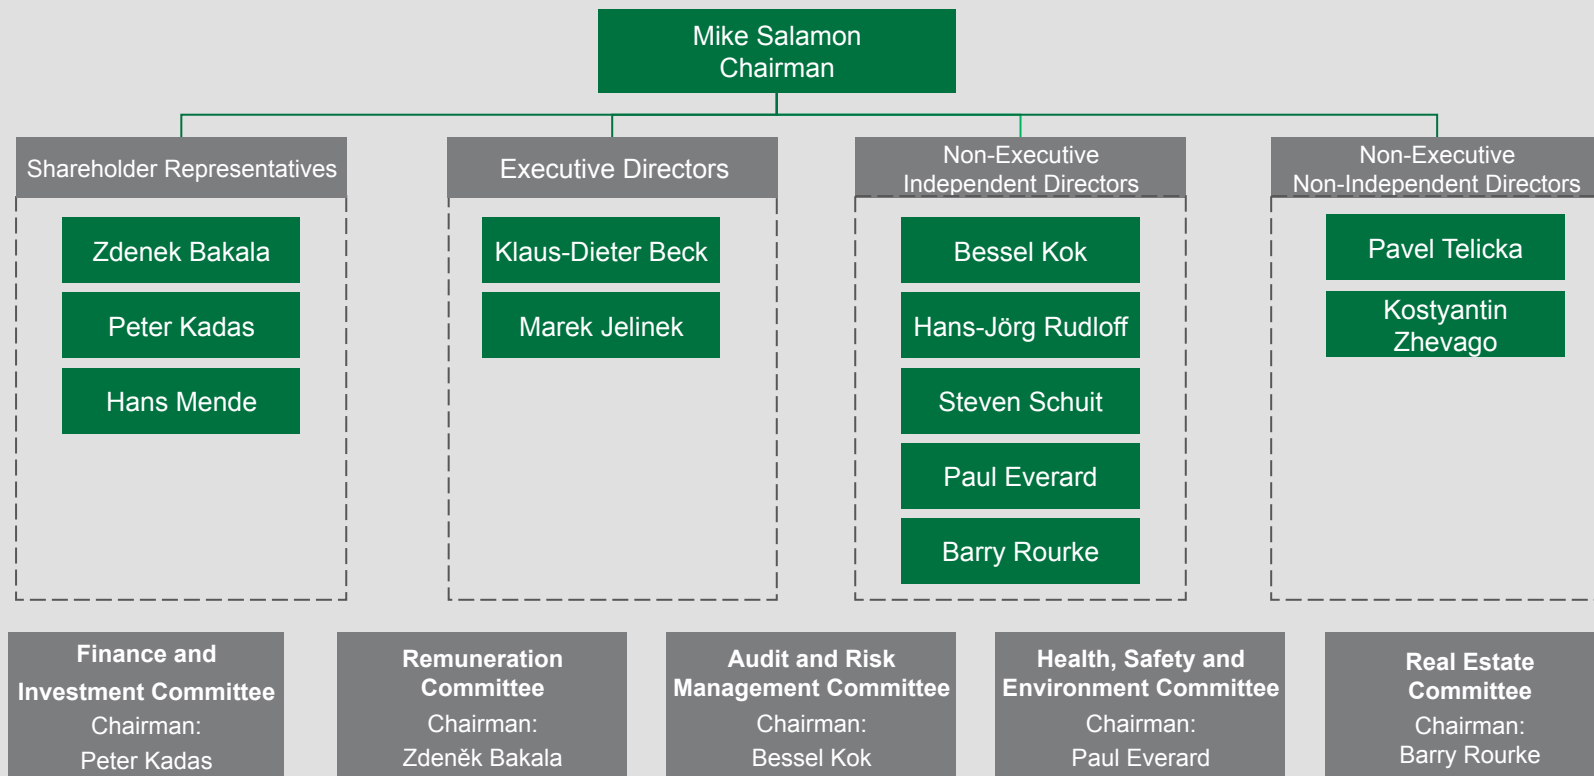 Mike Salamon
Chairman
Shareholder Representatives
Executive Directors
Non-Executive
Independent Directors
Non-Executive
Non-Independent Directors
Zdenek Bakala
Peter Kadas
Hans Mende
Klaus-Dieter Beck
Marek Jelinek
Bessel Kok
Hans-Jörg Rudloff
Steven Schuit
Paul Everard
Barry Rourke
Pavel Telicka
Kostyantin
Zhevago
Finance and
Investment Committee
Chairman:
Peter Kadas
Remuneration
Committee
Chairman:
Zdeněk Bakala
Audit and Risk
Management Committee
Chairman:
Bessel Kok
Health, Safety and
Environment Committee
Chairman:
Paul Everard
Real Estate
Committee
Chairman:
Barry Rourke